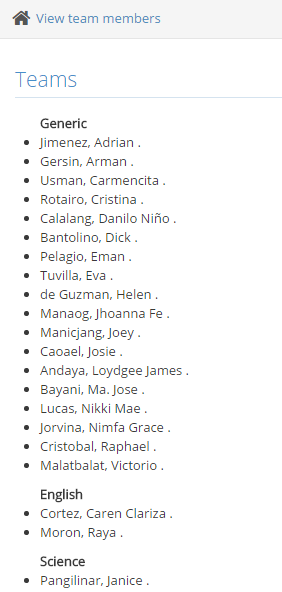 View team members
Teams
Generic
Jimenez, Adrian .
Gersin, Arman .
Usman, Carmencita .
Rotairo, Cristina .
Calalang, Danilo Niño .
Bantolino, Dick .
Pelagio, Eman .
Tuvilla, Eva .
de Guzman, Helen .
Manaog, Jhoanna Fe .
Manicjang, Joey .
Caoael, Josie .
Andaya, Loydgee James .
Bayani, Ma. Jose .
Lucas, Nikki Mae .
Jorvina, Nimfa Grace .
Cristobal, Raphael .
Malatbalat, Victorio .
English
Cortez, Caren Clariza .
Moron, Raya .
Science
Pangilinar, Janice .